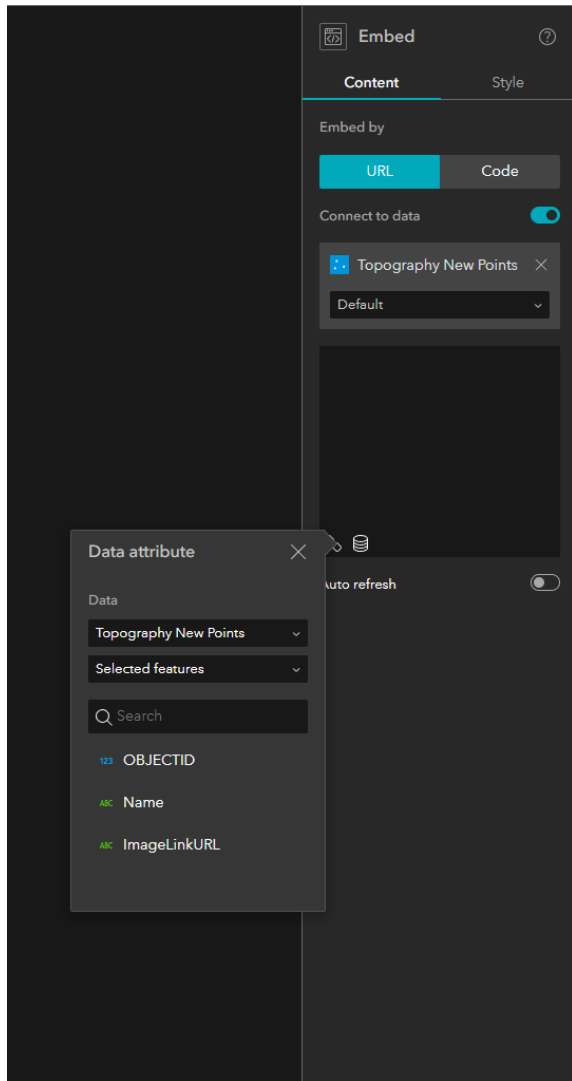 Embed
Content Style
Embed by
URL Code
Connect to data
Topography New Points
Default
Auto refresh
Data attribute
Data
Topography New Points
Selected features
Search
123 OBJECTID
ABC Name
ABC ImageLinkURL